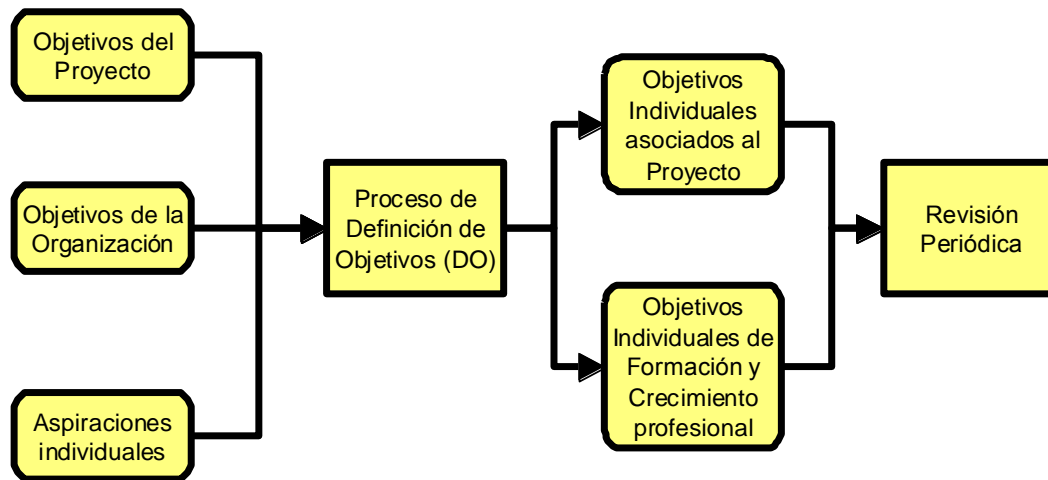 Objetivos del
Proyecto
Objetivos de la
Organización
Aspiraciones
individuales
Proceso de
Definición de
Objetivos (DO)
Objetivos
Individuales
asociados al
Proyecto
Objetivos
Individuales de
Formación y
Crecimiento
profesional
Revisión
Periódica